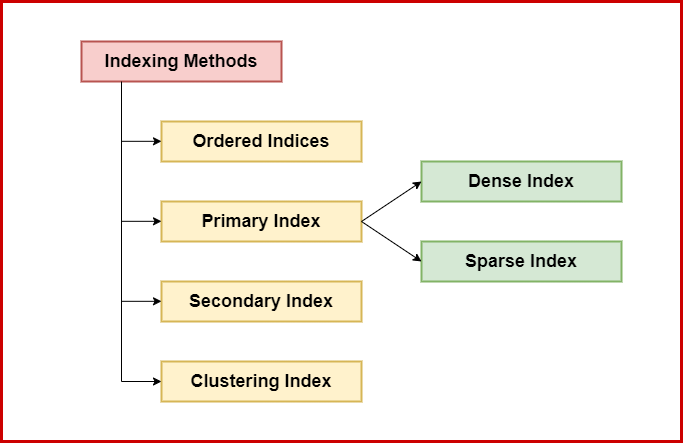 Indexing Methods
Ordered Indices
Primary Index
Dense Index
Sparse Index
Secondary Index
Clustering Index